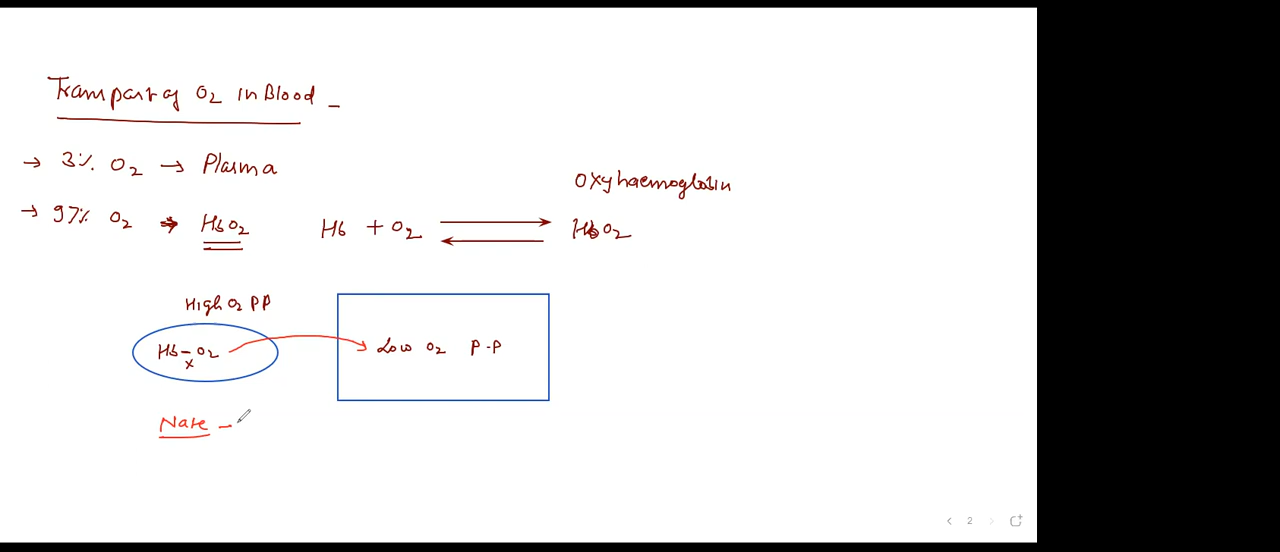 Transport of O2 in Blood -
→ 3% O2 → Plasma
Oxyhaemoglobin
→ 97% O2 → HbO2 Hb + O2 ⇌ HbO2
High O2 PP
Hb - O2 → Low O2 P-P
x
Note -
2